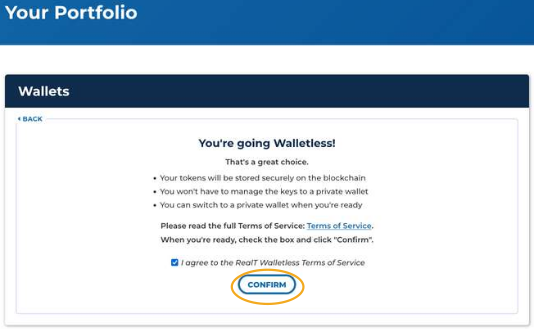 Your Portfolio
Wallets
BACK
You're going Walletless!
That's a great choice.
• Your tokens will be stored securely on the blockchain
• You won't have to manage the keys to a private wallet
• You can switch to a private wallet when you're ready
Please read the full Terms of Service: Terms of Service.
When you're ready, check the box and click "Confirm".
I agree to the RealT Walletless Terms of Service
CONFIRM